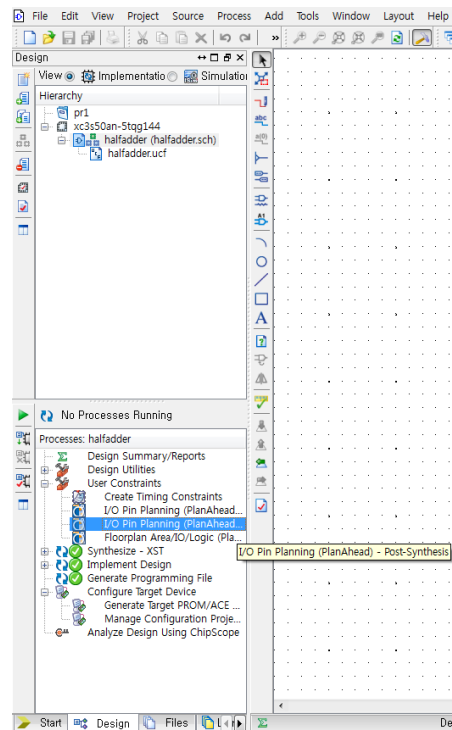 File Edit View Project Source Process Add Tools Window Layout Help
Design
View Implementatio Simulation
Hierarchy
pr1
xc3s50an-5tqg144
halfadder (halfadder.sch)
halfadder.ucf
No Processes Running
Processes: halfadder
Design Summary/Reports
Design Utilities
User Constraints
Create Timing Constraints
I/O Pin Planning (PlanAhead...
I/O Pin Planning (PlanAhead...
Floorplan Area/IO/Logic (Pla...
I/O Pin Planning (PlanAhead) - Post-Synthesis
Synthesize - XST
Implement Design
Generate Programming File
Configure Target Device
Generate Target PROM/ACE ...
Manage Configuration Proje...
Analyze Design Using ChipScope
Start Design Files L
De